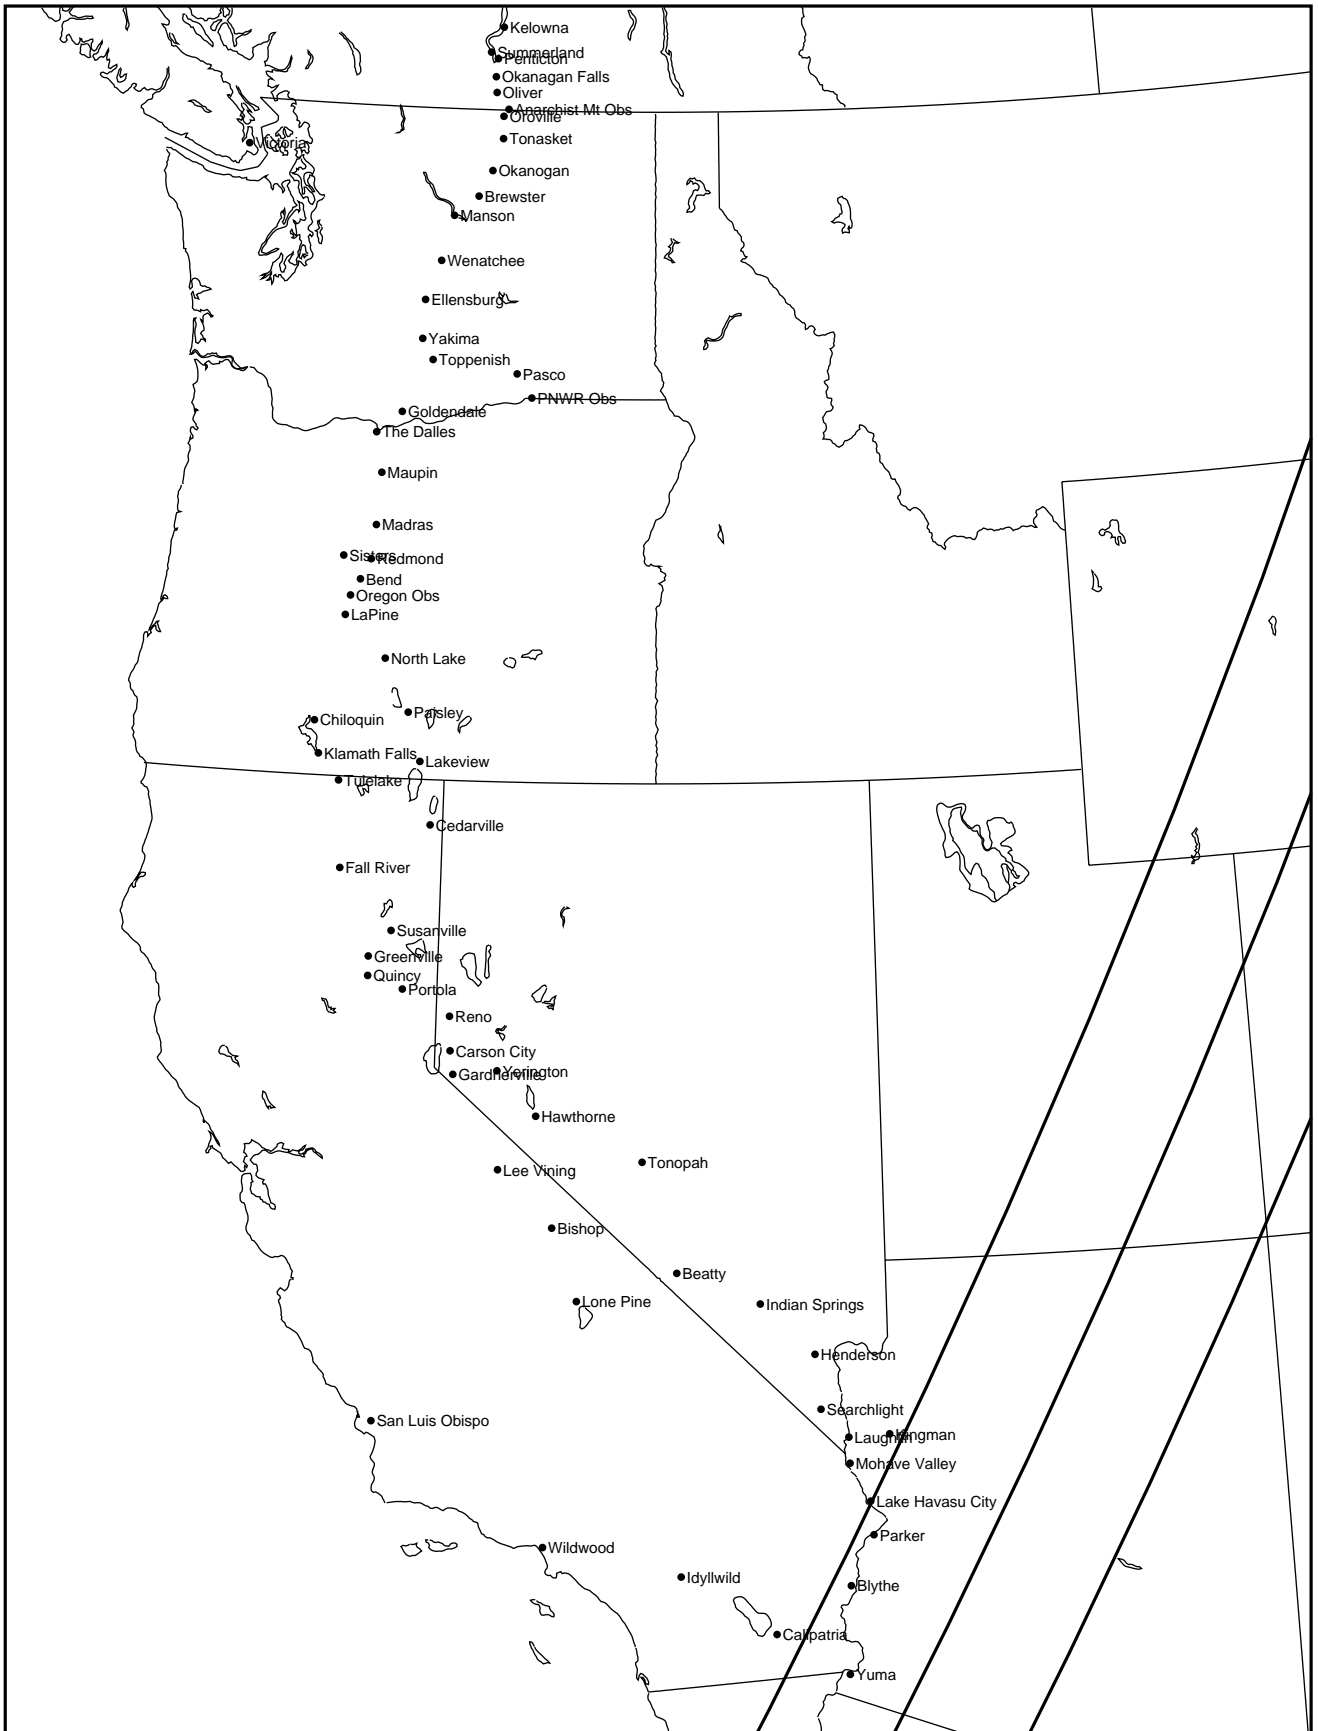 Kelowna
Summerland
Penticton
Okanagan Falls
Oliver
Anarchist Mt Obs
Oroville
Tonasket
Victoria
Okanogan
Brewster
Manson
Wenatchee
Ellensburg
Yakima
Toppenish
Pasco
PNWR Obs
Goldendale
The Dalles
Maupin
Madras
Sisters
Redmond
Bend
Oregon Obs
LaPine
North Lake
Paisley
Chiloquin
Klamath Falls
Lakeview
Tulelake
Cedarville
Fall River
Susanville
Greenville
Quincy
Portola
Reno
Carson City
Yerington
Gardnerville
Hawthorne
Tonopah
Lee Vining
Bishop
Beatty
Lone Pine
Indian Springs
Henderson
Searchlight
San Luis Obispo
Laughlin
Kingman
Mohave Valley
Lake Havasu City
Parker
Wildwood
Idyllwild
Blythe
Calipatria
Yuma